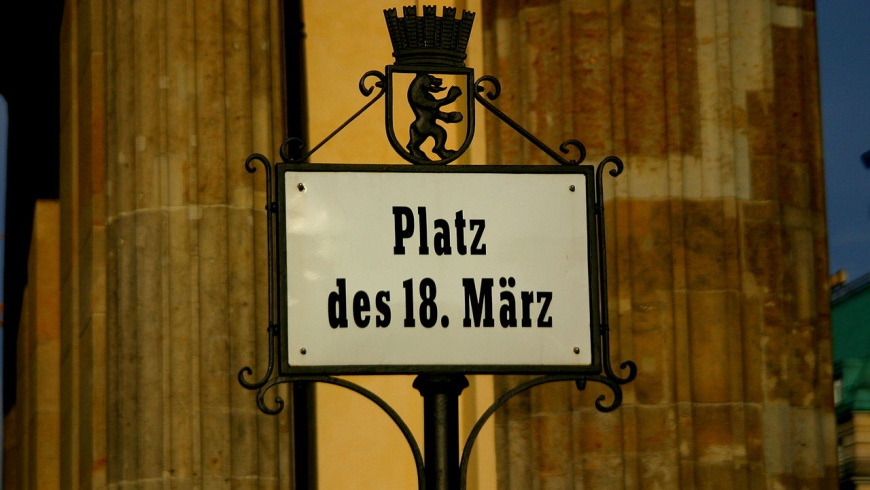 Platz
des 18. März